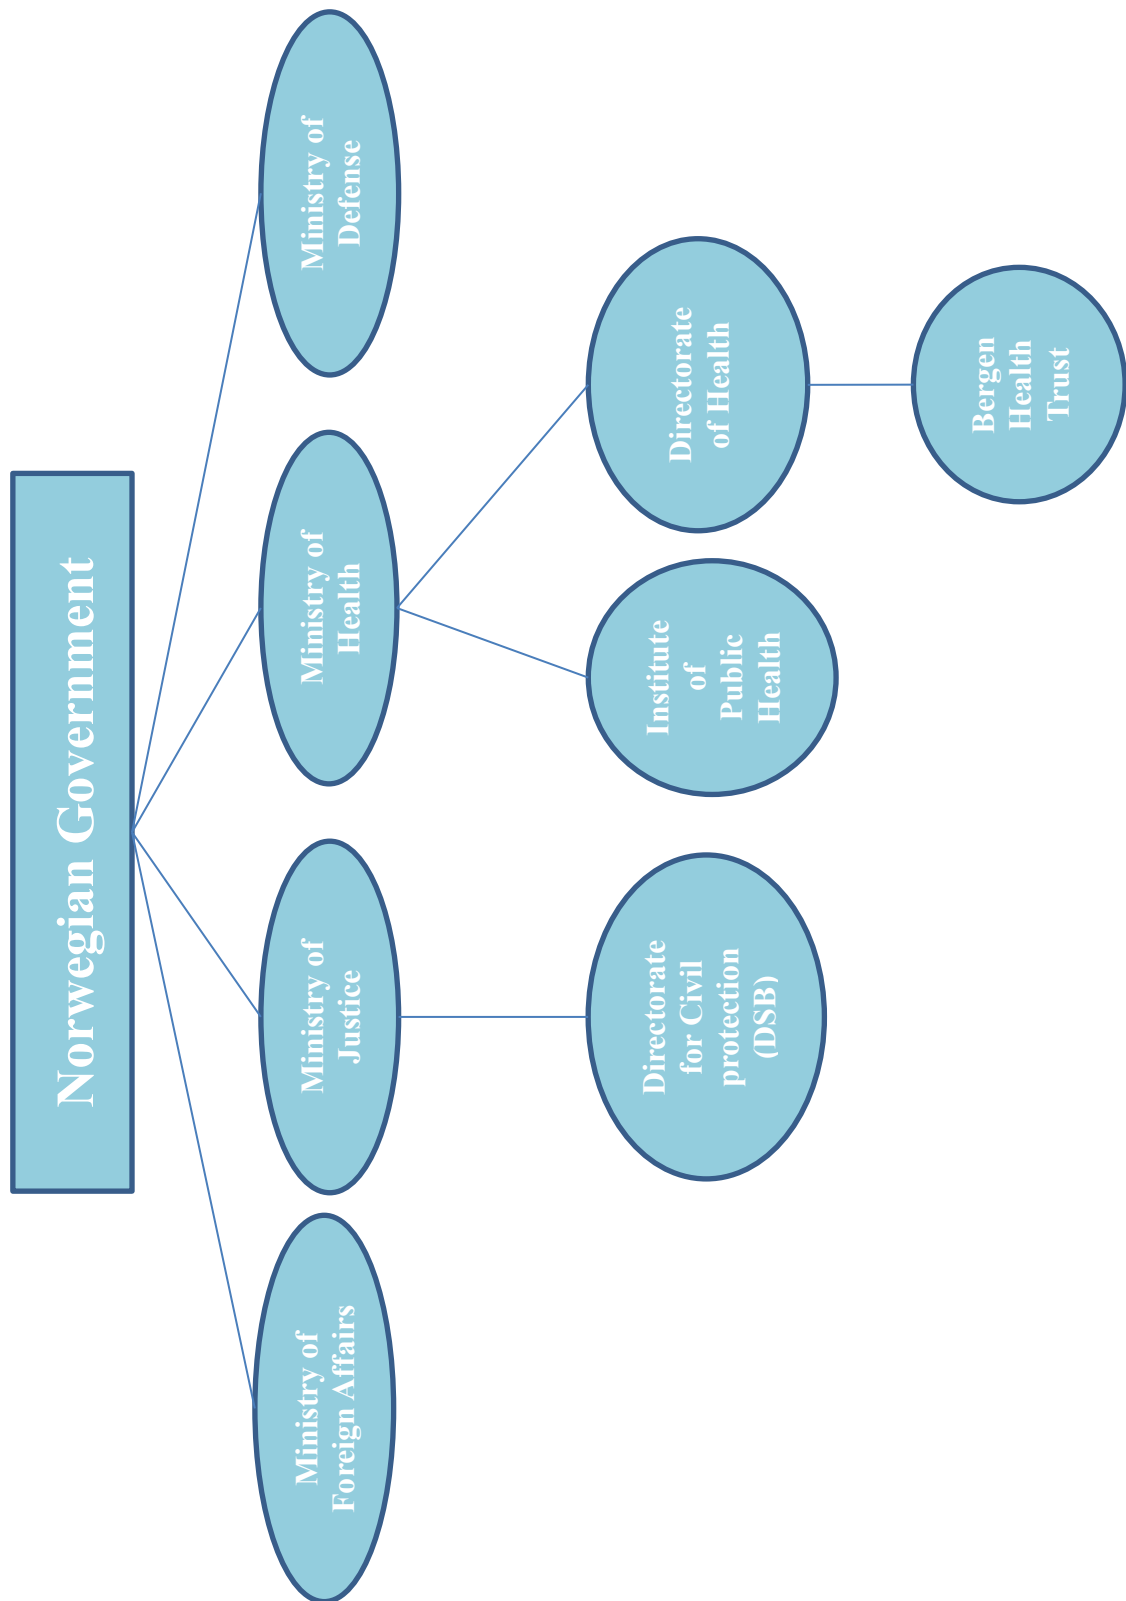 Norwegian Government
Ministry of
Foreign Affairs
Ministry of
Justice
Ministry of
Health
Ministry of
Defense
Directorate
for Civil
protection
(DSB)
Institute
of
Public
Health
Directorate
of Health
Bergen
Health
Trust